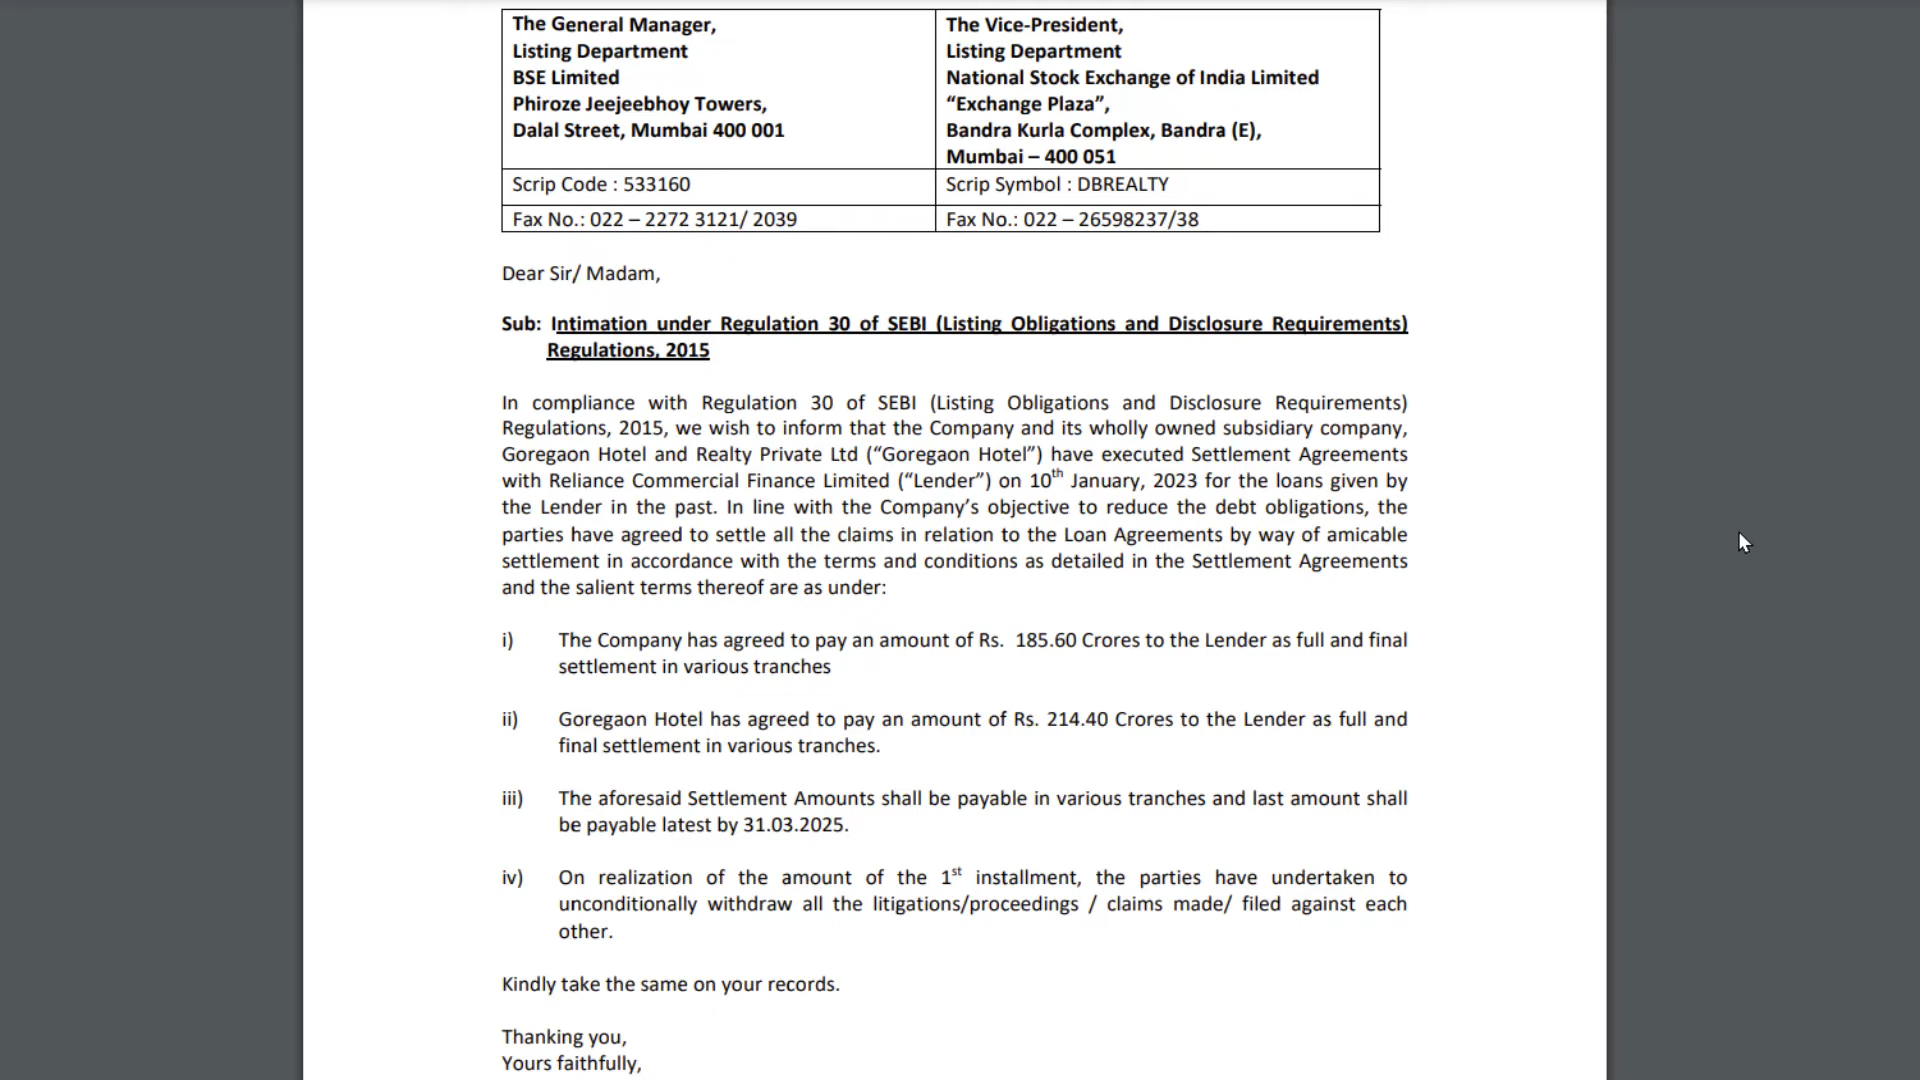 The General Manager,
Listing Department
BSE Limited
Phiroze Jeejeebhoy Towers,
Dalal Street, Mumbai 400 001
The Vice-President,
Listing Department
National Stock Exchange of India Limited
“Exchange Plaza”,
Bandra Kurla Complex, Bandra (E),
Mumbai – 400 051
Scrip Code : 533160
Scrip Symbol : DBREALTY
Fax No.: 022 – 2272 3121/ 2039
Fax No.: 022 – 26598237/38
Dear Sir/ Madam,
Sub: Intimation under Regulation 30 of SEBI (Listing Obligations and Disclosure Requirements)
Regulations, 2015
In compliance with Regulation 30 of SEBI (Listing Obligations and Disclosure Requirements)
Regulations, 2015, we wish to inform that the Company and its wholly owned subsidiary company,
Goregaon Hotel and Realty Private Ltd (“Goregaon Hotel”) have executed Settlement Agreements
with Reliance Commercial Finance Limited (“Lender”) on 10th January, 2023 for the loans given by
the Lender in the past. In line with the Company’s objective to reduce the debt obligations, the
parties have agreed to settle all the claims in relation to the Loan Agreements by way of amicable
settlement in accordance with the terms and conditions as detailed in the Settlement Agreements
and the salient terms thereof are as under:
i) The Company has agreed to pay an amount of Rs. 185.60 Crores to the Lender as full and final
settlement in various tranches
ii) Goregaon Hotel has agreed to pay an amount of Rs. 214.40 Crores to the Lender as full and
final settlement in various tranches.
iii) The aforesaid Settlement Amounts shall be payable in various tranches and last amount shall
be payable latest by 31.03.2025.
iv) On realization of the amount of the 1st installment, the parties have undertaken to
unconditionally withdraw all the litigations/proceedings / claims made/ filed against each
other.
Kindly take the same on your records.
Thanking you,
Yours faithfully,